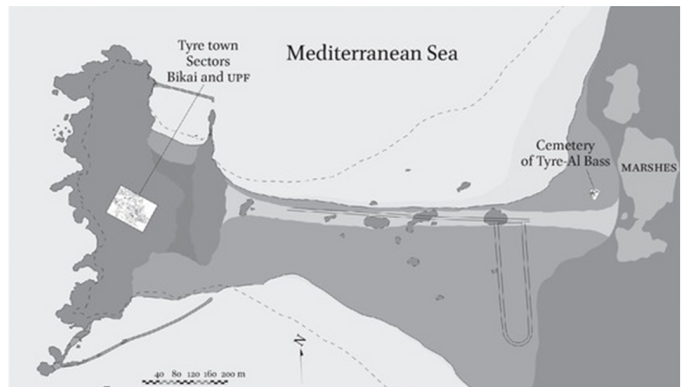 Tyre town
Sectors
Bikai and UPF
Mediterranean Sea
Cemetery
of Tyre-Al Bass
MARSHES
N
40 80 120 160 200 m